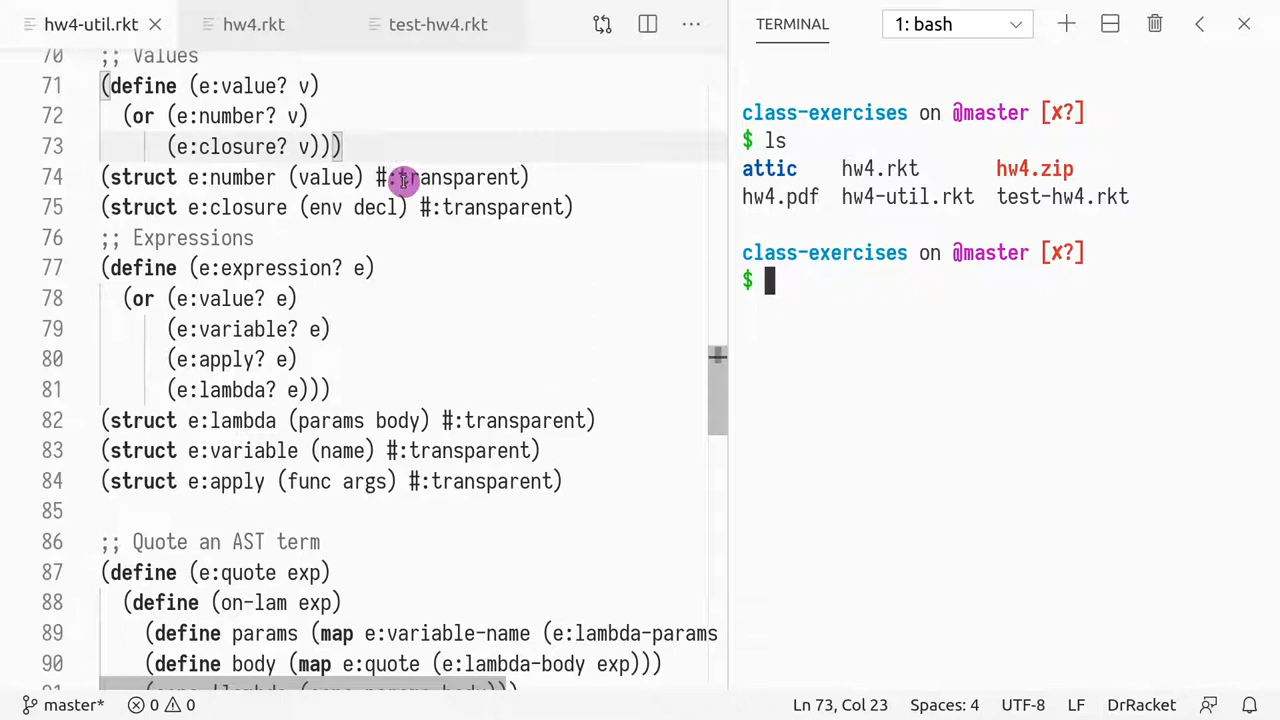 hw4-util.rkt
hw4.rkt
test-hw4.rkt
70 ;; Values
71 (define (e:value? v)
72 (or (e:number? v)
73 (e:closure? v)))
74 (struct e:number (value) #:transparent)
75 (struct e:closure (env decl) #:transparent)
76 ;; Expressions
77 (define (e:expression? e)
78 (or (e:value? e)
79 (e:variable? e)
80 (e:apply? e)
81 (e:lambda? e)))
82 (struct e:lambda (params body) #:transparent)
83 (struct e:variable (name) #:transparent)
84 (struct e:apply (func args) #:transparent)
85
86 ;; Quote an AST term
87 (define (e:quote exp)
88 (define (on-lam exp)
89 (define params (map e:variable-name (e:lambda-params
90 (define body (map e:quote (e:lambda-body exp)))
TERMINAL
1: bash
class-exercises on @master [✗?]
$ ls
attic hw4.rkt hw4.zip
hw4.pdf hw4-util.rkt test-hw4.rkt
class-exercises on @master [✗?]
$
master* 0 0 Ln 73, Col 23 Spaces: 4 UTF-8 LF DrRacket